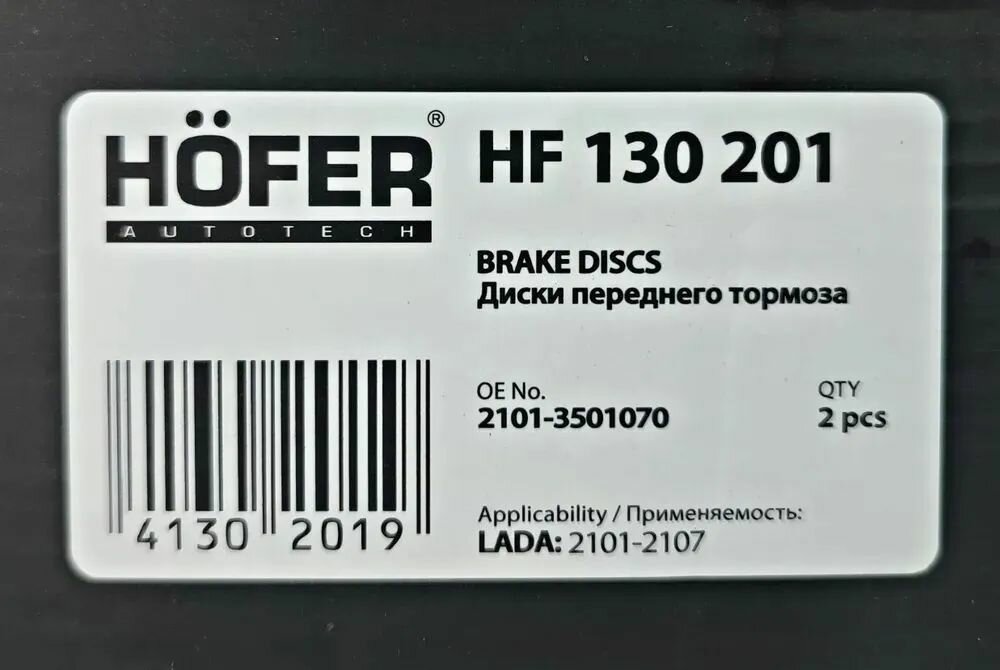 HÖFER®
AUTOTECH
HF 130 201
BRAKE DISCS
Диски переднего тормоза
OE No.
2101-3501070
QTY
2 pcs
4130 2019
Applicability / Применяемость:
LADA: 2101-2107